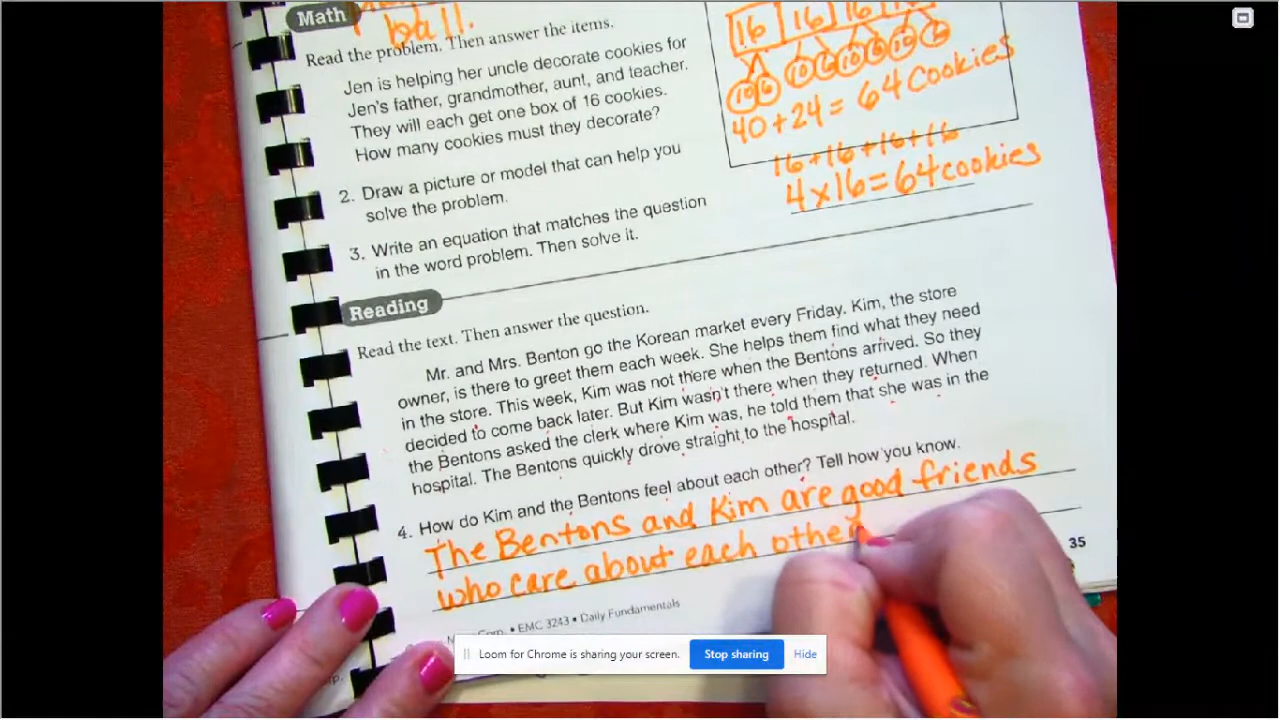 ball.
Math
Read the problem. Then answer the items.
Jen is helping her uncle decorate cookies for
Jen's father, grandmother, aunt, and teacher.
They will each get one box of 16 cookies.
How many cookies must they decorate?
2. Draw a picture or model that can help you
solve the problem.
3. Write an equation that matches the question
in the word problem. Then solve it.
16 16 16
10 6 10 6 10 6 10 6
40+24= 64 Cookies
16+16+16+16
4x16=64 cookies
Reading
Read the text. Then answer the question.
Mr. and Mrs. Benton go the Korean market every Friday. Kim, the store
owner, is there to greet them each week. She helps them find what they need
in the store. This week, Kim was not there when the Bentons arrived. So they
decided to come back later. But Kim wasn't there when they returned. When
the Bentons asked the clerk where Kim was, he told them that she was in the
hospital. The Bentons quickly drove straight to the hospital.
4. How do Kim and the Bentons feel about each other? Tell how you know.
The Bentons and Kim are good friends
who care about each other
35
Corp. • EMC 3243 • Daily Fundamentals
Loom for Chrome is sharing your screen. Stop sharing Hide